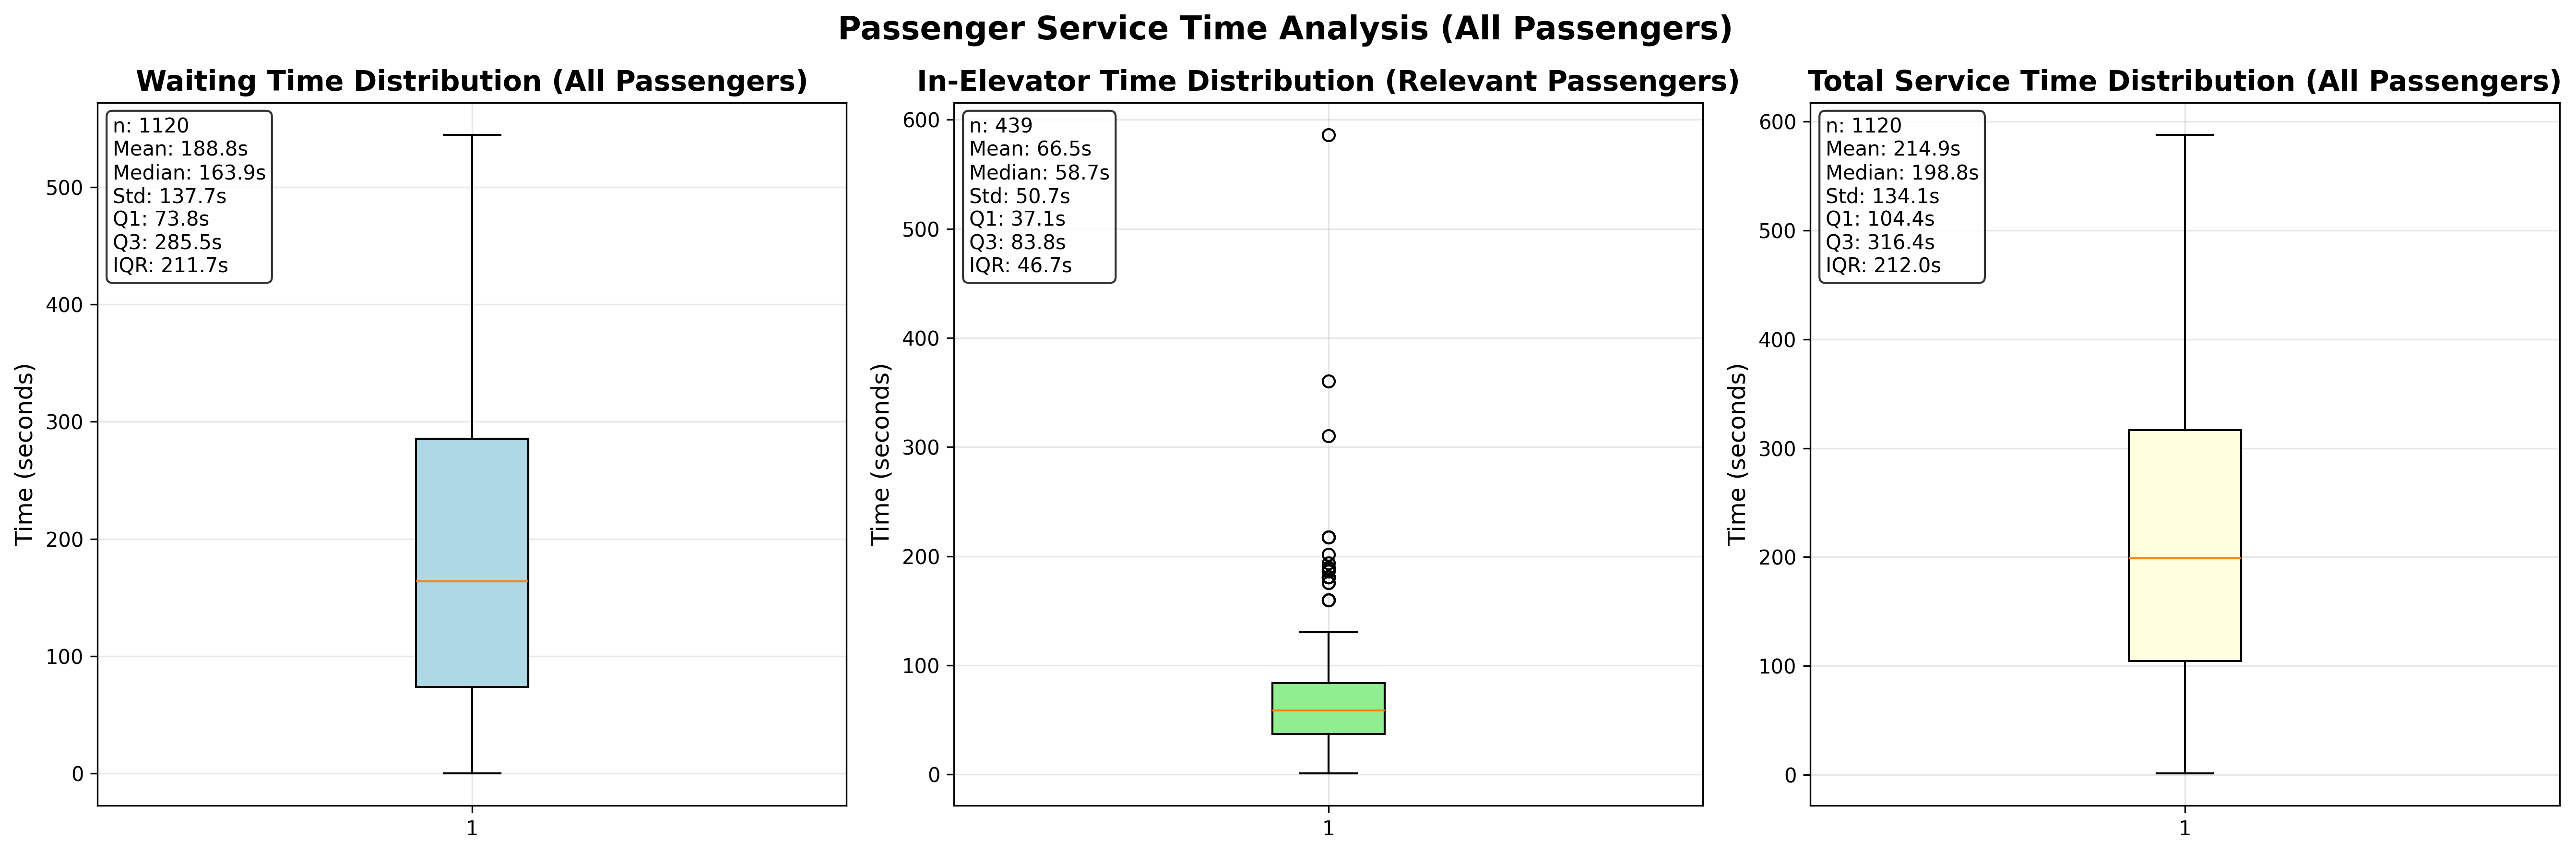 Passenger Service Time Analysis (All Passengers)
Waiting Time Distribution (All Passengers)
n: 1120
Mean: 188.8s
Median: 163.9s
Std: 137.7s
Q1: 73.8s
Q3: 285.5s
IQR: 211.7s
Time (seconds)
500
400
300
200
100
0
1
In-Elevator Time Distribution (Relevant Passengers)
n: 439
Mean: 66.5s
Median: 58.7s
Std: 50.7s
Q1: 37.1s
Q3: 83.8s
IQR: 46.7s
Time (seconds)
600
500
400
300
200
100
0
1
Total Service Time Distribution (All Passengers)
n: 1120
Mean: 214.9s
Median: 198.8s
Std: 134.1s
Q1: 104.4s
Q3: 316.4s
IQR: 212.0s
Time (seconds)
600
500
400
300
200
100
0
1